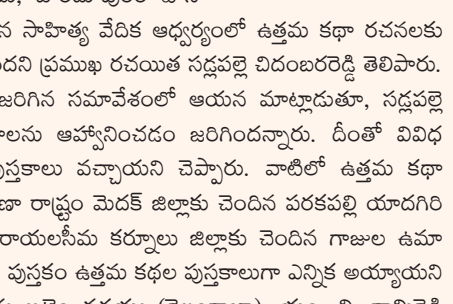 న సాహిత్య వేదిక ఆధ్వర్యంలో ఉత్తమ కథా రచనలకు
దని ప్రముఖ రచయిత సడ్లపల్లె చిదంబరరెడ్డి తెలిపారు.
జరిగిన సమావేశంలో ఆయన మాట్లాడుతూ, సడ్లపల్లె
లను ఆహ్వానించడం జరిగిందన్నారు. దీంతో వివిధ
స్తకాలు వచ్చాయని చెప్పారు. వాటిలో ఉత్తమ కథా
ణా రాష్ట్రం మెదక్ జిల్లాకు చెందిన పరకపల్లి యాదగిరి
రాయలసీమ కర్నూలు జిల్లాకు చెందిన గాజుల ఉమా
పుస్తకం ఉత్తమ కథల పుస్తకాలుగా ఎన్నిక అయ్యాయని